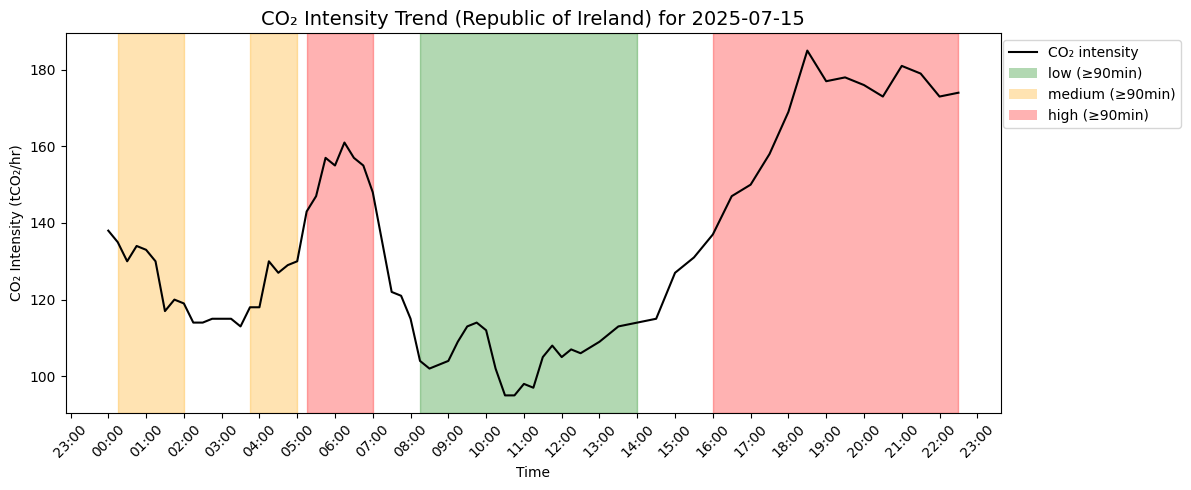 CO₂ Intensity Trend (Republic of Ireland) for 2025-07-15
CO₂ intensity
low (≥90min)
medium (≥90min)
high (≥90min)
CO₂ Intensity (tCO₂/hr)
180
160
140
120
100
23:00 00:00 01:00 02:00 03:00 04:00 05:00 06:00 07:00 08:00 09:00 10:00 11:00 12:00 13:00 14:00 15:00 16:00 17:00 18:00 19:00 20:00 21:00 22:00 23:00
Time